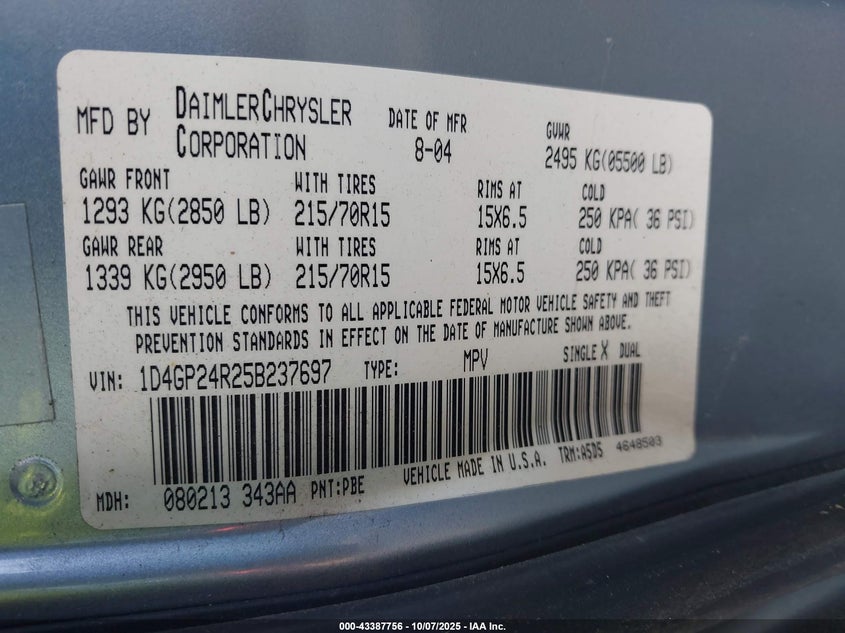 MFD BY DAIMLERCHRYSLER CORPORATION DATE OF MFR 8-04 GVWR 2495 KG(05500 LB)
GAWR FRONT WITH TIRES RIMS AT COLD
1293 KG(2850 LB) 215/70R15 15X6.5 250 KPA( 36 PSI)
GAWR REAR WITH TIRES RIMS AT COLD
1339 KG(2950 LB) 215/70R15 15X6.5 250 KPA( 36 PSI)
THIS VEHICLE CONFORMS TO ALL APPLICABLE FEDERAL MOTOR VEHICLE SAFETY AND THEFT
PREVENTION STANDARDS IN EFFECT ON THE DATE OF MANUFACTURE SHOWN ABOVE.
VIN: 1D4GP24R25B237697 TYPE: MPV SINGLE X DUAL
VEHICLE MADE IN U.S.A. TRM:A5D5 4648503
MDH: 080213 343AA PNT:PBE
000-43387756 - 10/07/2025 - IAA Inc.